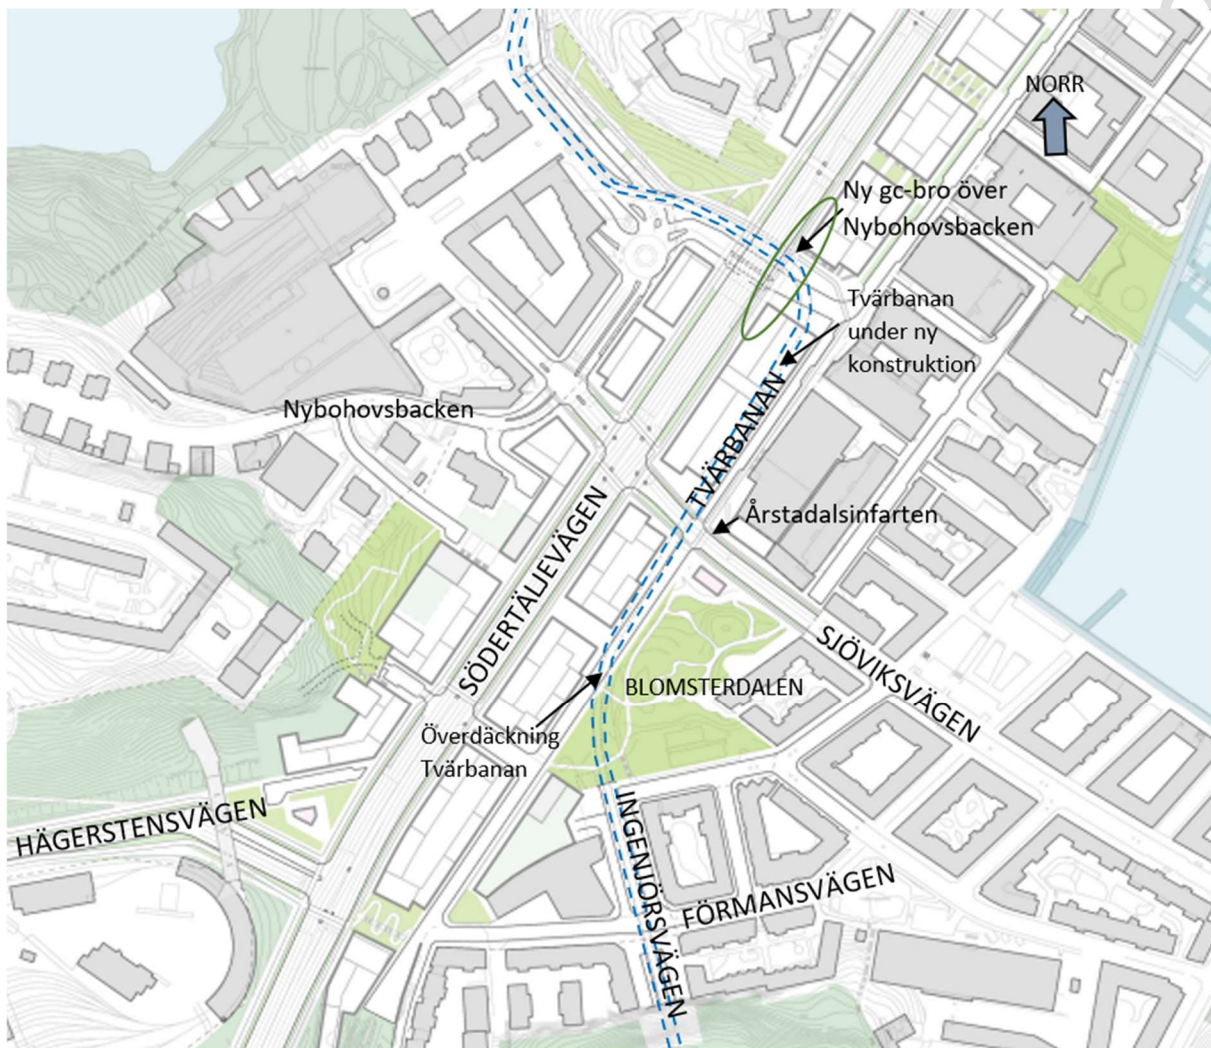 NORR
Ny gc-bro över
Nybohovsbacken
Tvärbanan
under ny
konstruktion
Nybohovsbacken
TVÄRBANAN
SÖDERTÄLJEVÄGEN
Årstadalsinfarten
SJÖVIKSVÄGEN
BLOMSTERDALEN
Överdäckning
Tvärbanan
HÄGERSTENSVÄGEN
INGENJÖRSVÄGEN
FÖRMANSVÄGEN